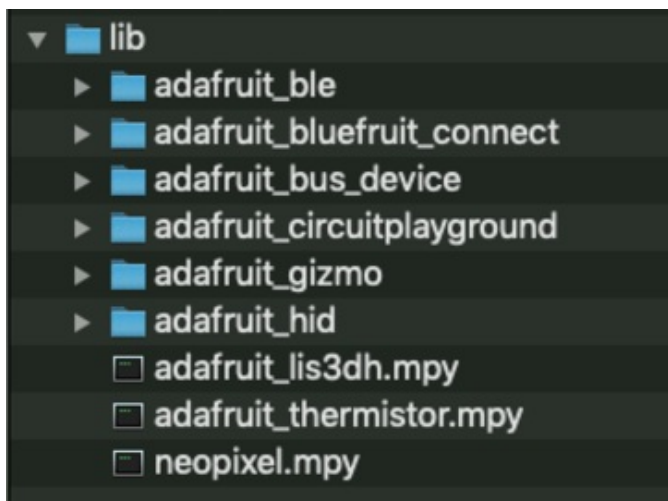 lib
adafruit_ble
adafruit_bluefruit_connect
adafruit_bus_device
adafruit_circuitplayground
adafruit_gizmo
adafruit_hid
adafruit_lis3dh.mpy
adafruit_thermistor.mpy
neopixel.mpy